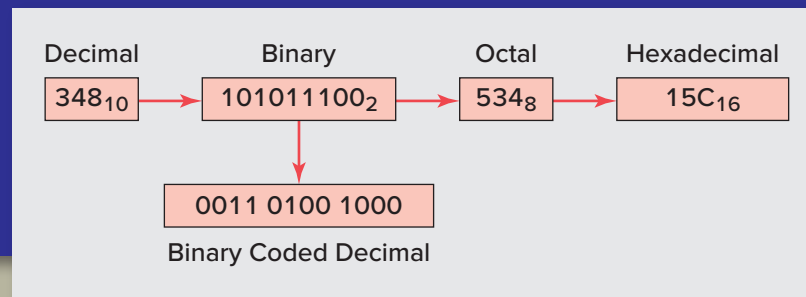 Decimal Binary Octal Hexadecimal
348₁₀ 101011100₂ 534₈ 15C₁₆
0011 0100 1000
Binary Coded Decimal